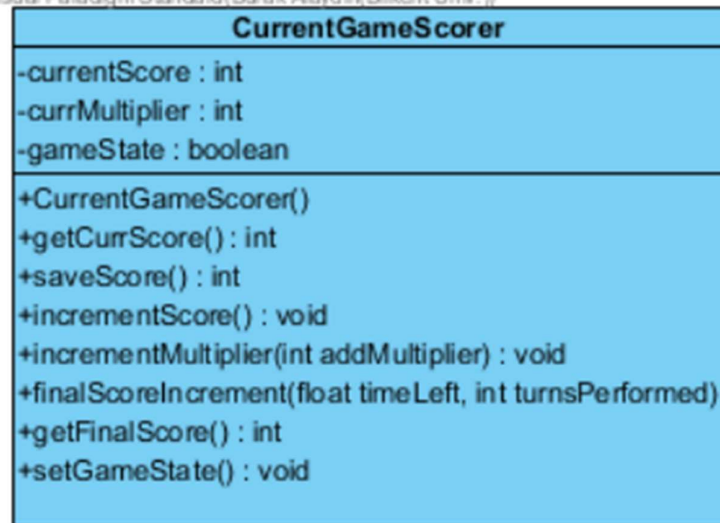 CurrentGameScorer
-currentScore : int
-currMultiplier : int
-gameState : boolean
+CurrentGameScorer()
+getCurrScore() : int
+saveScore() : int
+incrementScore() : void
+incrementMultiplier(int addMultiplier) : void
+finalScoreIncrement(float timeLeft, int turnsPerformed)
+getFinalScore() : int
+setGameState() : void